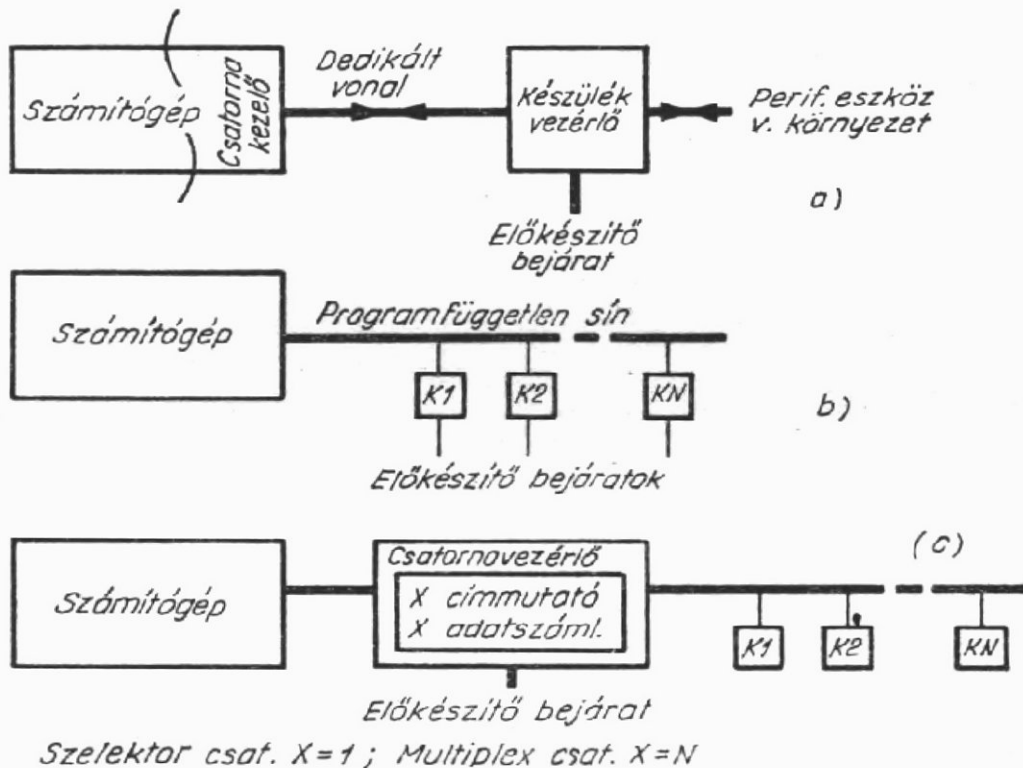 Számítógép
Csatorna
kezelő
Dedikált
vonal
Készülék
vezérlő
Perif. eszköz
v. környezet
a)
Előkészítő
bejárat
Számítógép
Programfüggetlen sín
K1
K2
KN
b)
Előkészítő bejáratok
(c)
Számítógép
Csatornavezérlő
X címmutató
X adatszáml.
K1
K2
KN
Előkészítő bejárat
Szelektor csat. X=1; Multiplex csat. X=N